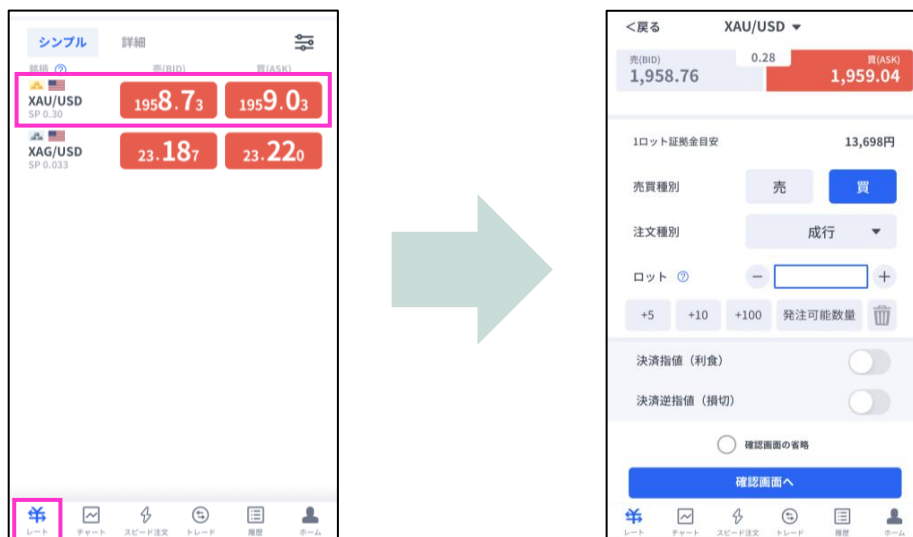 シンプル 詳細
銘柄 ? 売(BID) 買(ASK)
XAU/USD 1958.73 1959.03
SP 0.30
XAG/USD 23.187 23.220
SP 0.033
レート チャート スピード注文 トレード 履歴 ホーム
<戻る XAU/USD
売(BID) 0.28 買(ASK)
1,958.76 1,959.04
1ロット証拠金目安 13,698円
売買種別 売 買
注文種別 成行
ロット ? − +
+5 +10 +100 発注可能数量
決済指値(利食)
決済逆指値(損切)
確認画面の省略
確認画面へ
レート チャート スピード注文 トレード 履歴 ホーム